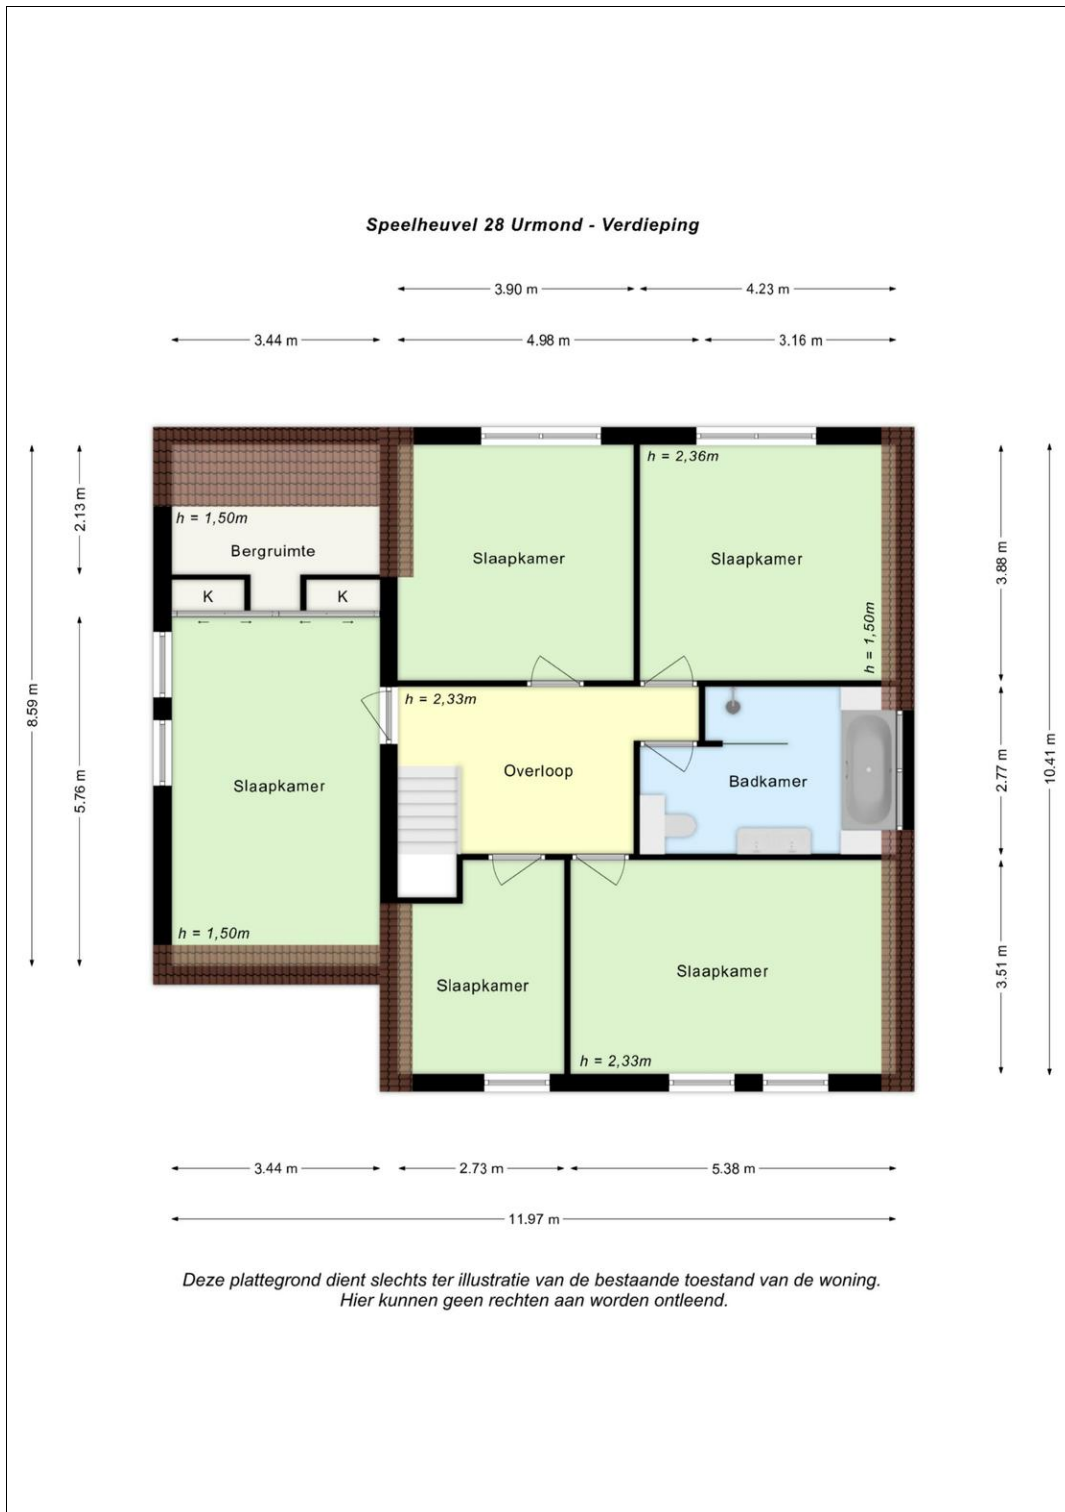 Speelheuvel 28 Urmond - Verdieping
3.90 m
4.23 m
3.44 m
4.98 m
3.16 m
h = 2,36m
2.13 m
h = 1,50m
Bergruimte
Slaapkamer
Slaapkamer
3.88 m
K
K
h = 1,50m
8.59 m
h = 2,33m
5.76 m
Slaapkamer
Overloop
Badkamer
2.77 m
10.41 m
h = 1,50m
Slaapkamer
Slaapkamer
3.51 m
h = 2,33m
3.44 m
2.73 m
5.38 m
11.97 m
Deze plattegrond dient slechts ter illustratie van de bestaande toestand van de woning.
Hier kunnen geen rechten aan worden ontleend.